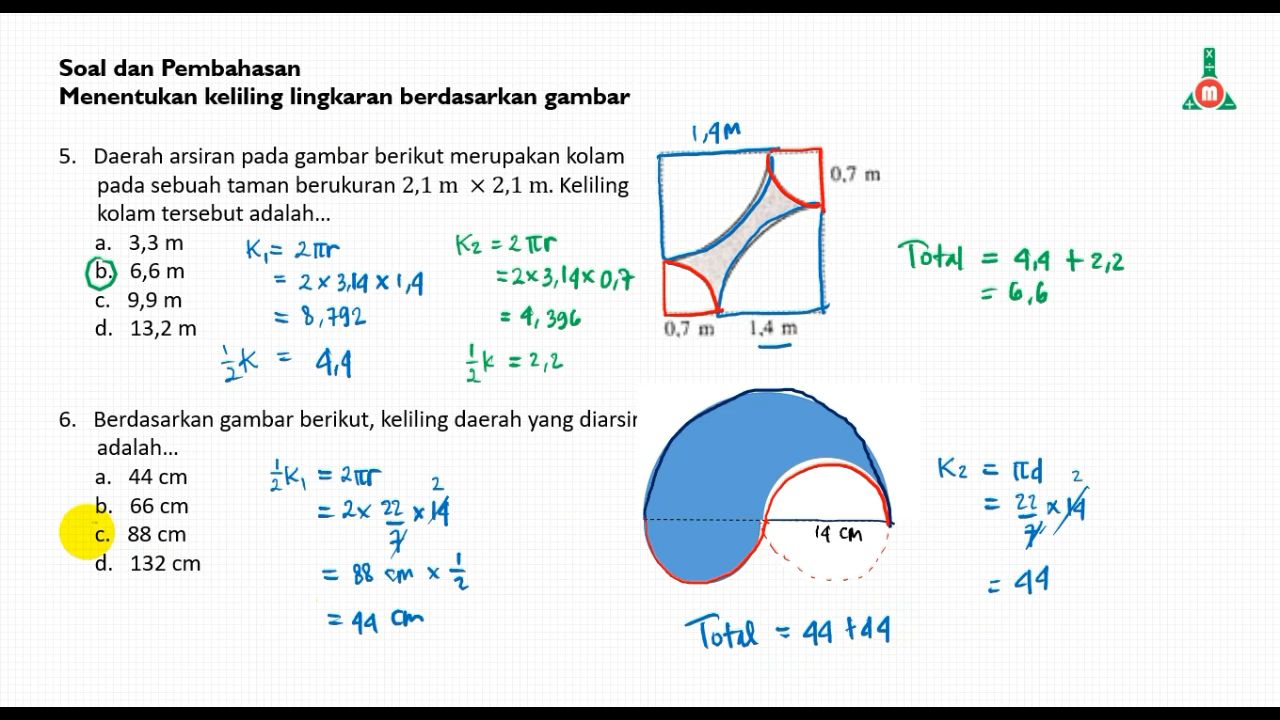 Soal dan Pembahasan
Menentukan keliling lingkaran berdasarkan gambar
5. Daerah arsiran pada gambar berikut merupakan kolam
pada sebuah taman berukuran 2,1 m × 2,1 m. Keliling
kolam tersebut adalah...
a. 3,3 m
b. 6,6 m
c. 9,9 m
d. 13,2 m
K₁ = 2πr
= 2 × 3,14 × 1,4
= 8,792
½K = 4,4
K₂ = 2πr
= 2 × 3,14 × 0,7
= 4,396
½K = 2,2
1,4 M
0,7 m
0,7 m 1,4 m
Total = 4,4 + 2,2
= 6,6
6. Berdasarkan gambar berikut, keliling daerah yang diarsir
adalah...
a. 44 cm
b. 66 cm
c. 88 cm
d. 132 cm
½K₁ = 2πr
2
= 2 × 22/7 × 14
= 88 cm × ½
= 44 cm
14 cm
Total = 44 + 44
K₂ = πd
2
= 22/7 × 14
= 44
x
÷
m
+ −